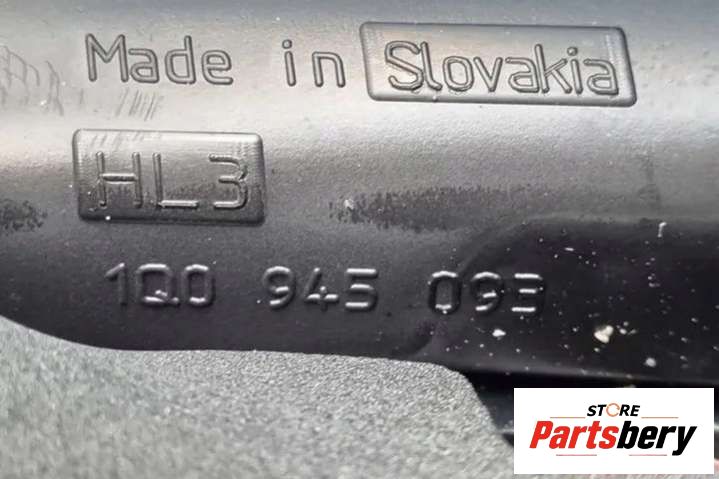 Made in Slovakia
HL3
1Q0 945 093
STORE
Partsbery